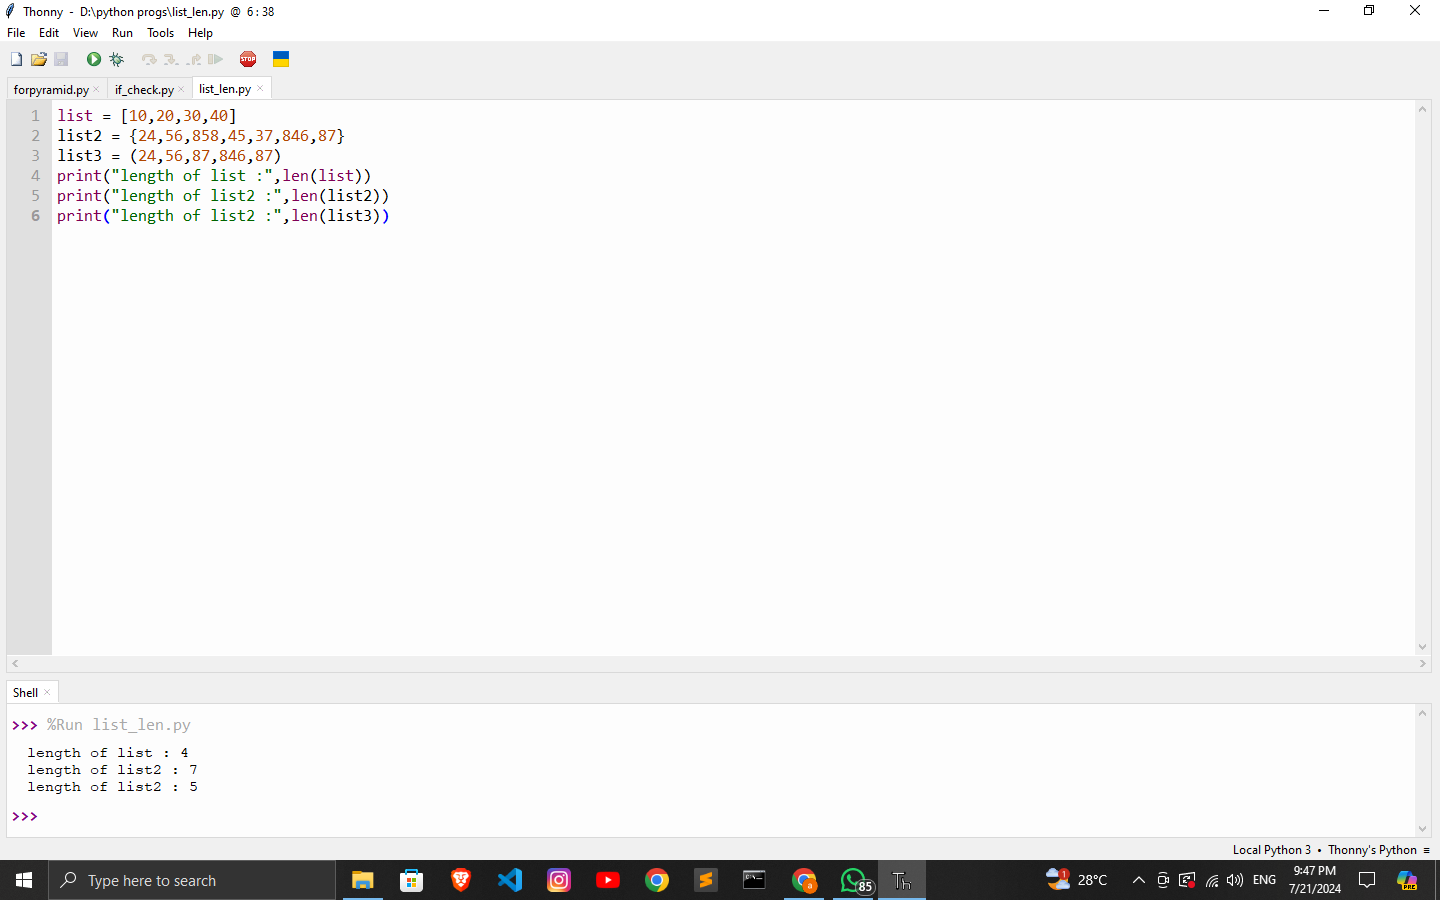 Thonny - D:\python progs\list_len.py @ 6:38
File Edit View Run Tools Help
STOP
forpyramid.py if_check.py list_len.py
1 list = [10,20,30,40]
2 list2 = {24,56,858,45,37,846,87}
3 list3 = (24,56,87,846,87)
4 print("length of list :",len(list))
5 print("length of list2 :",len(list2))
6 print("length of list2 :",len(list3))
Shell
>>> %Run list_len.py
length of list : 4
length of list2 : 7
length of list2 : 5
>>>
Local Python 3 • Thonny's Python ≡
Type here to search
85
Th
1
28°C
ENG
9:47 PM
7/21/2024
PRE